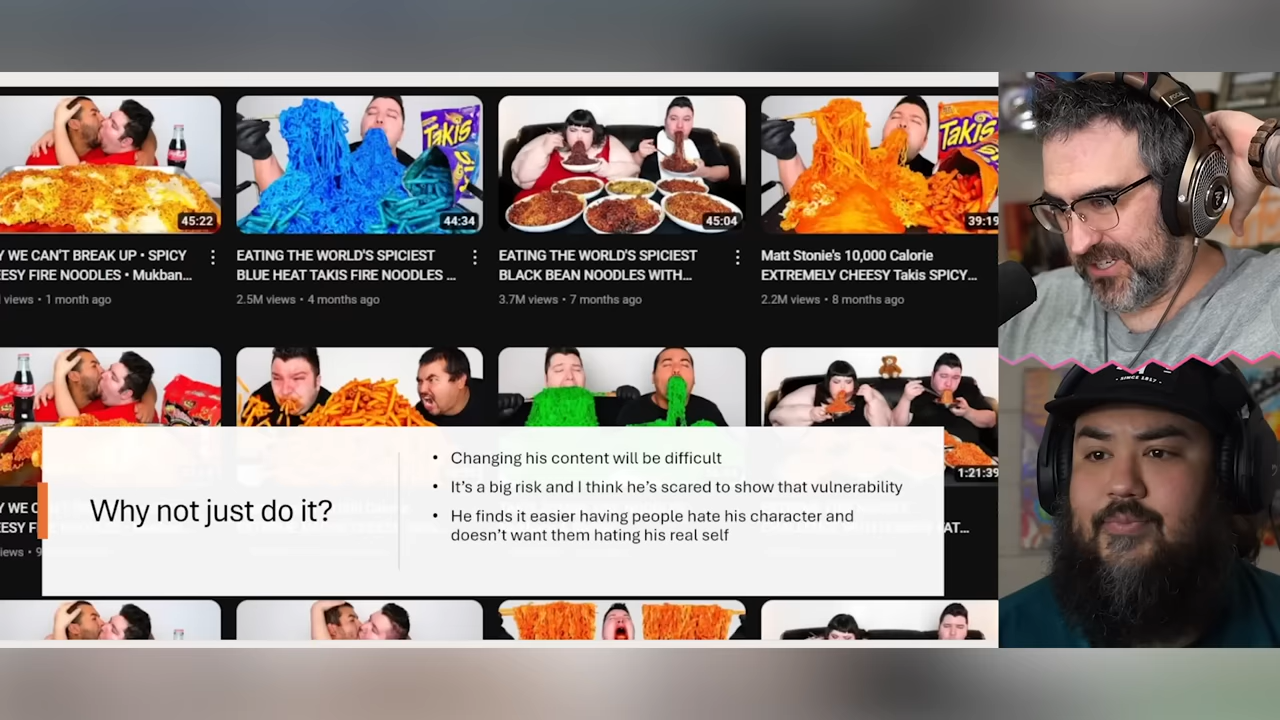 Takis
Takis
45:22
44:34
45:04
39:19
Y WE CAN'T BREAK UP • SPICY
EESY FIRE NOODLES • Mukban...
views • 1 month ago
EATING THE WORLD'S SPICIEST
BLUE HEAT TAKIS FIRE NOODLES ...
2.5M views • 4 months ago
EATING THE WORLD'S SPICIEST
BLACK BEAN NOODLES WITH...
3.7M views • 7 months ago
Matt Stonie's 10,000 Calorie
EXTREMELY CHEESY Takis SPICY...
2.2M views • 8 months ago
• SINCE 1817 •
1:21:39
Why not just do it?
• Changing his content will be difficult
• It's a big risk and I think he's scared to show that vulnerability
• He finds it easier having people hate his character and
doesn't want them hating his real self